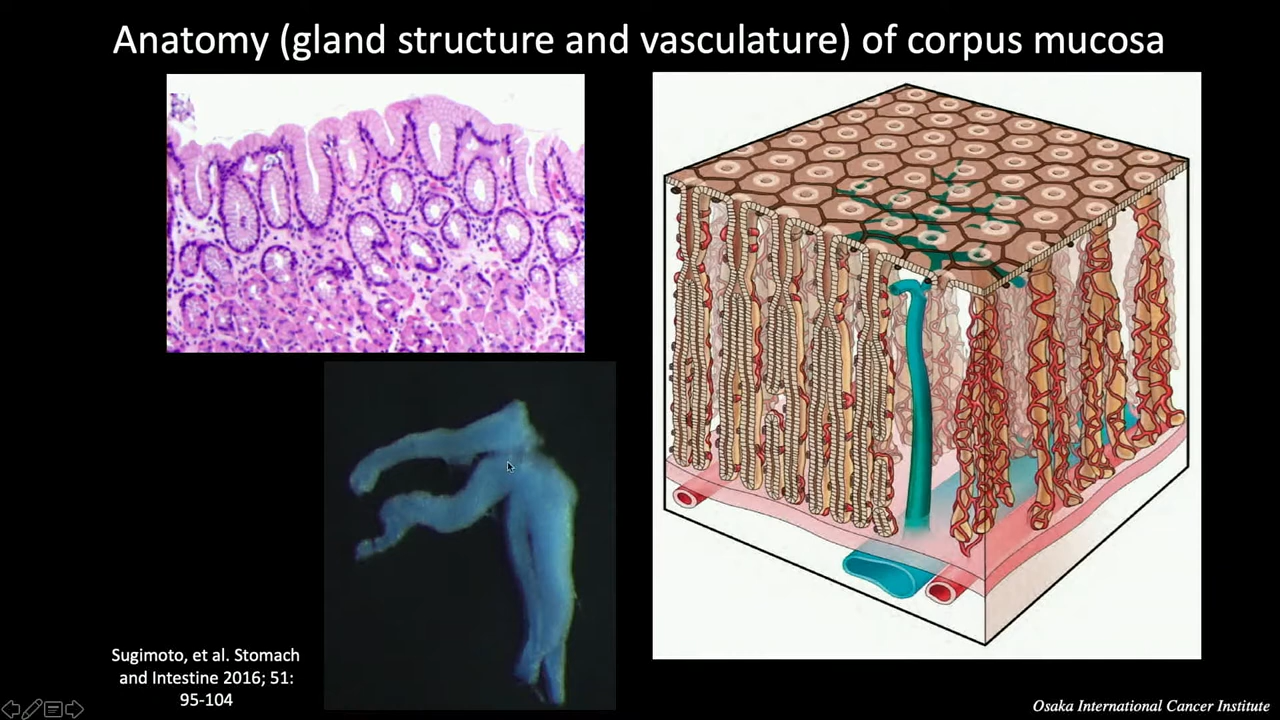 Anatomy (gland structure and vasculature) of corpus mucosa
Sugimoto, et al. Stomach
and Intestine 2016; 51:
95-104
Osaka International Cancer Institute